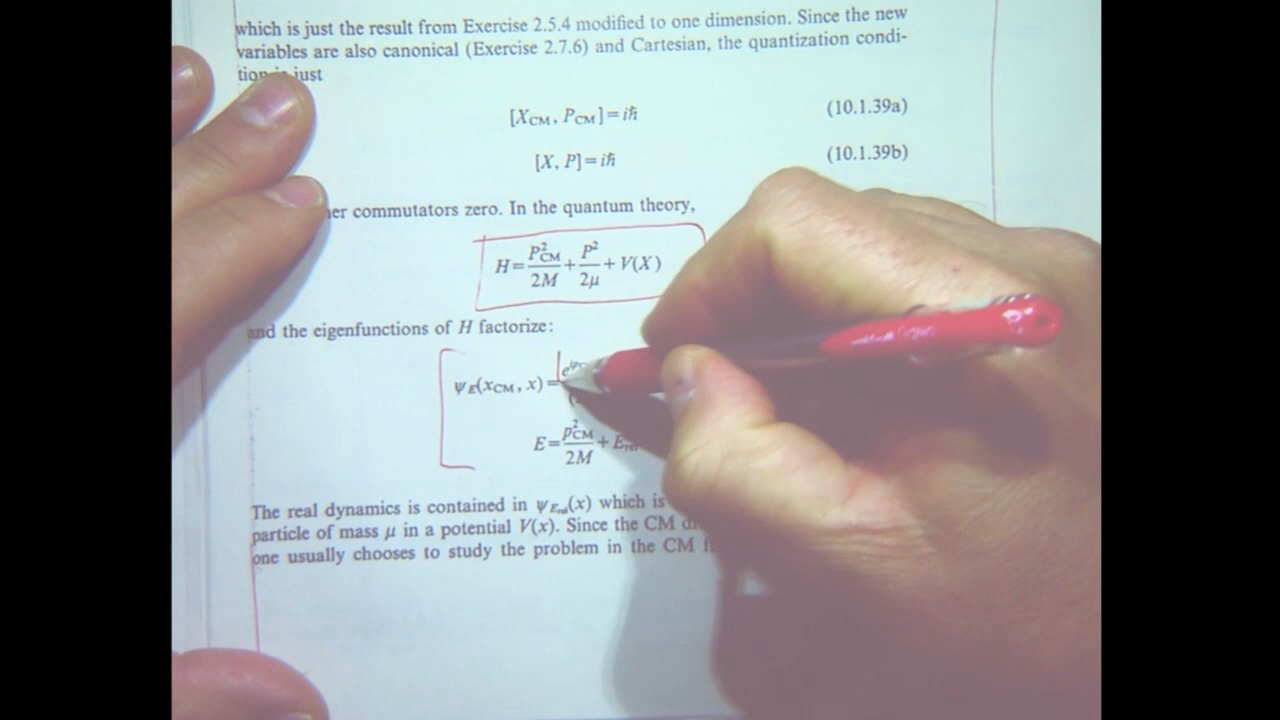 which is just the result from Exercise 2.5.4 modified to one dimension. Since the new
variables are also canonical (Exercise 2.7.6) and Cartesian, the quantization condi-
just
[X_CM, P_CM]=iħ (10.1.39a)
[X, P]=iħ (10.1.39b)
commutators zero. In the quantum theory,
H=P²_CM/2M+P²/2μ+V(X)
and the eigenfunctions of H factorize:
ψ_E(x_CM, x)=
E=p²_CM/2M+
The real dynamics is contained in ψ_E_rel(x) which is
particle of mass μ in a potential V(x). Since the CM
one usually chooses to study the problem in the CM